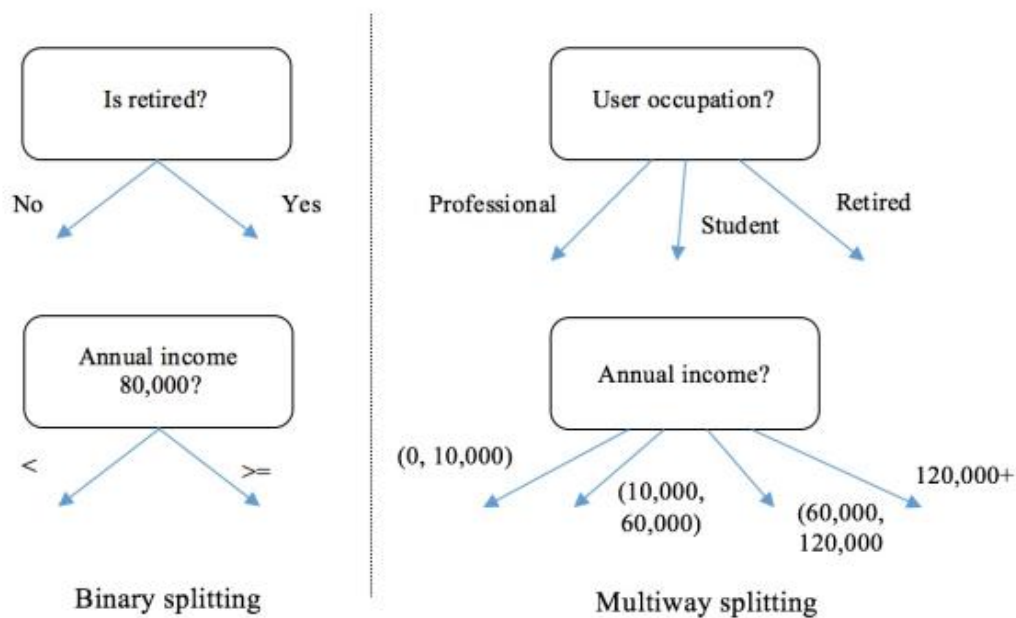 Is retired?
No
Yes
Annual income
80,000?
<
>=
Binary splitting
User occupation?
Professional
Student
Retired
Annual income?
(0, 10,000)
(10,000,
60,000)
(60,000,
120,000
120,000+
Multiway splitting